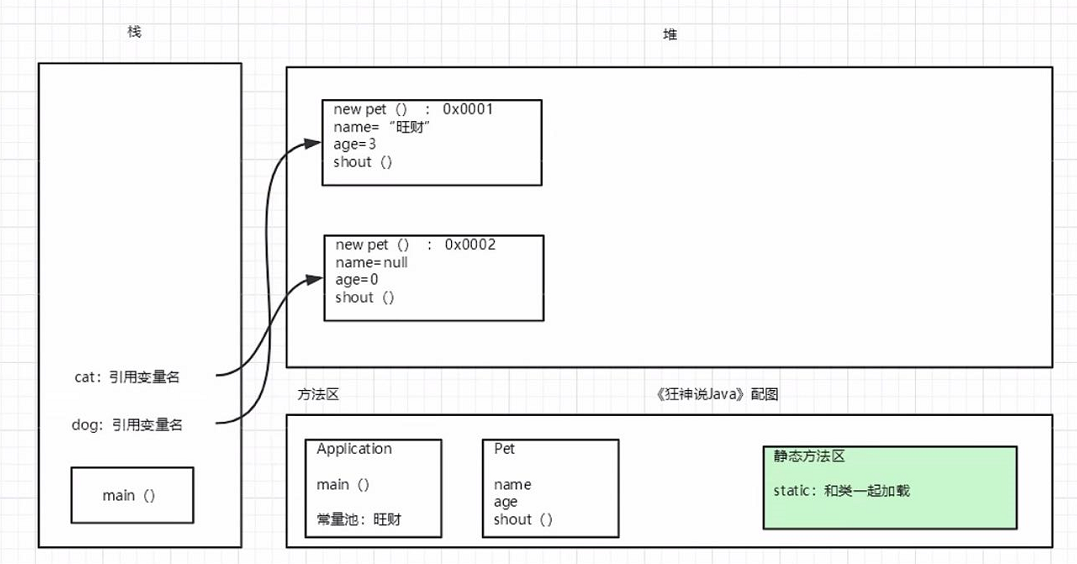 栈
堆
new pet（） ： 0x0001
name=“旺财”
age=3
shout（）
new pet（） ： 0x0002
name=null
age=0
shout（）
cat：引用变量名
dog：引用变量名
main（）
方法区
《狂神说Java》配图
Application
main（）
常量池：旺财
Pet
name
age
shout（）
静态方法区
static：和类一起加载